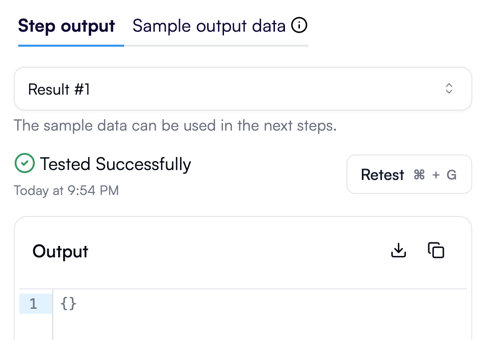 Step output Sample output data
Result #1
The sample data can be used in the next steps.
Tested Successfully
Today at 9:54 PM
Retest ⌘ + G
Output
1 {}